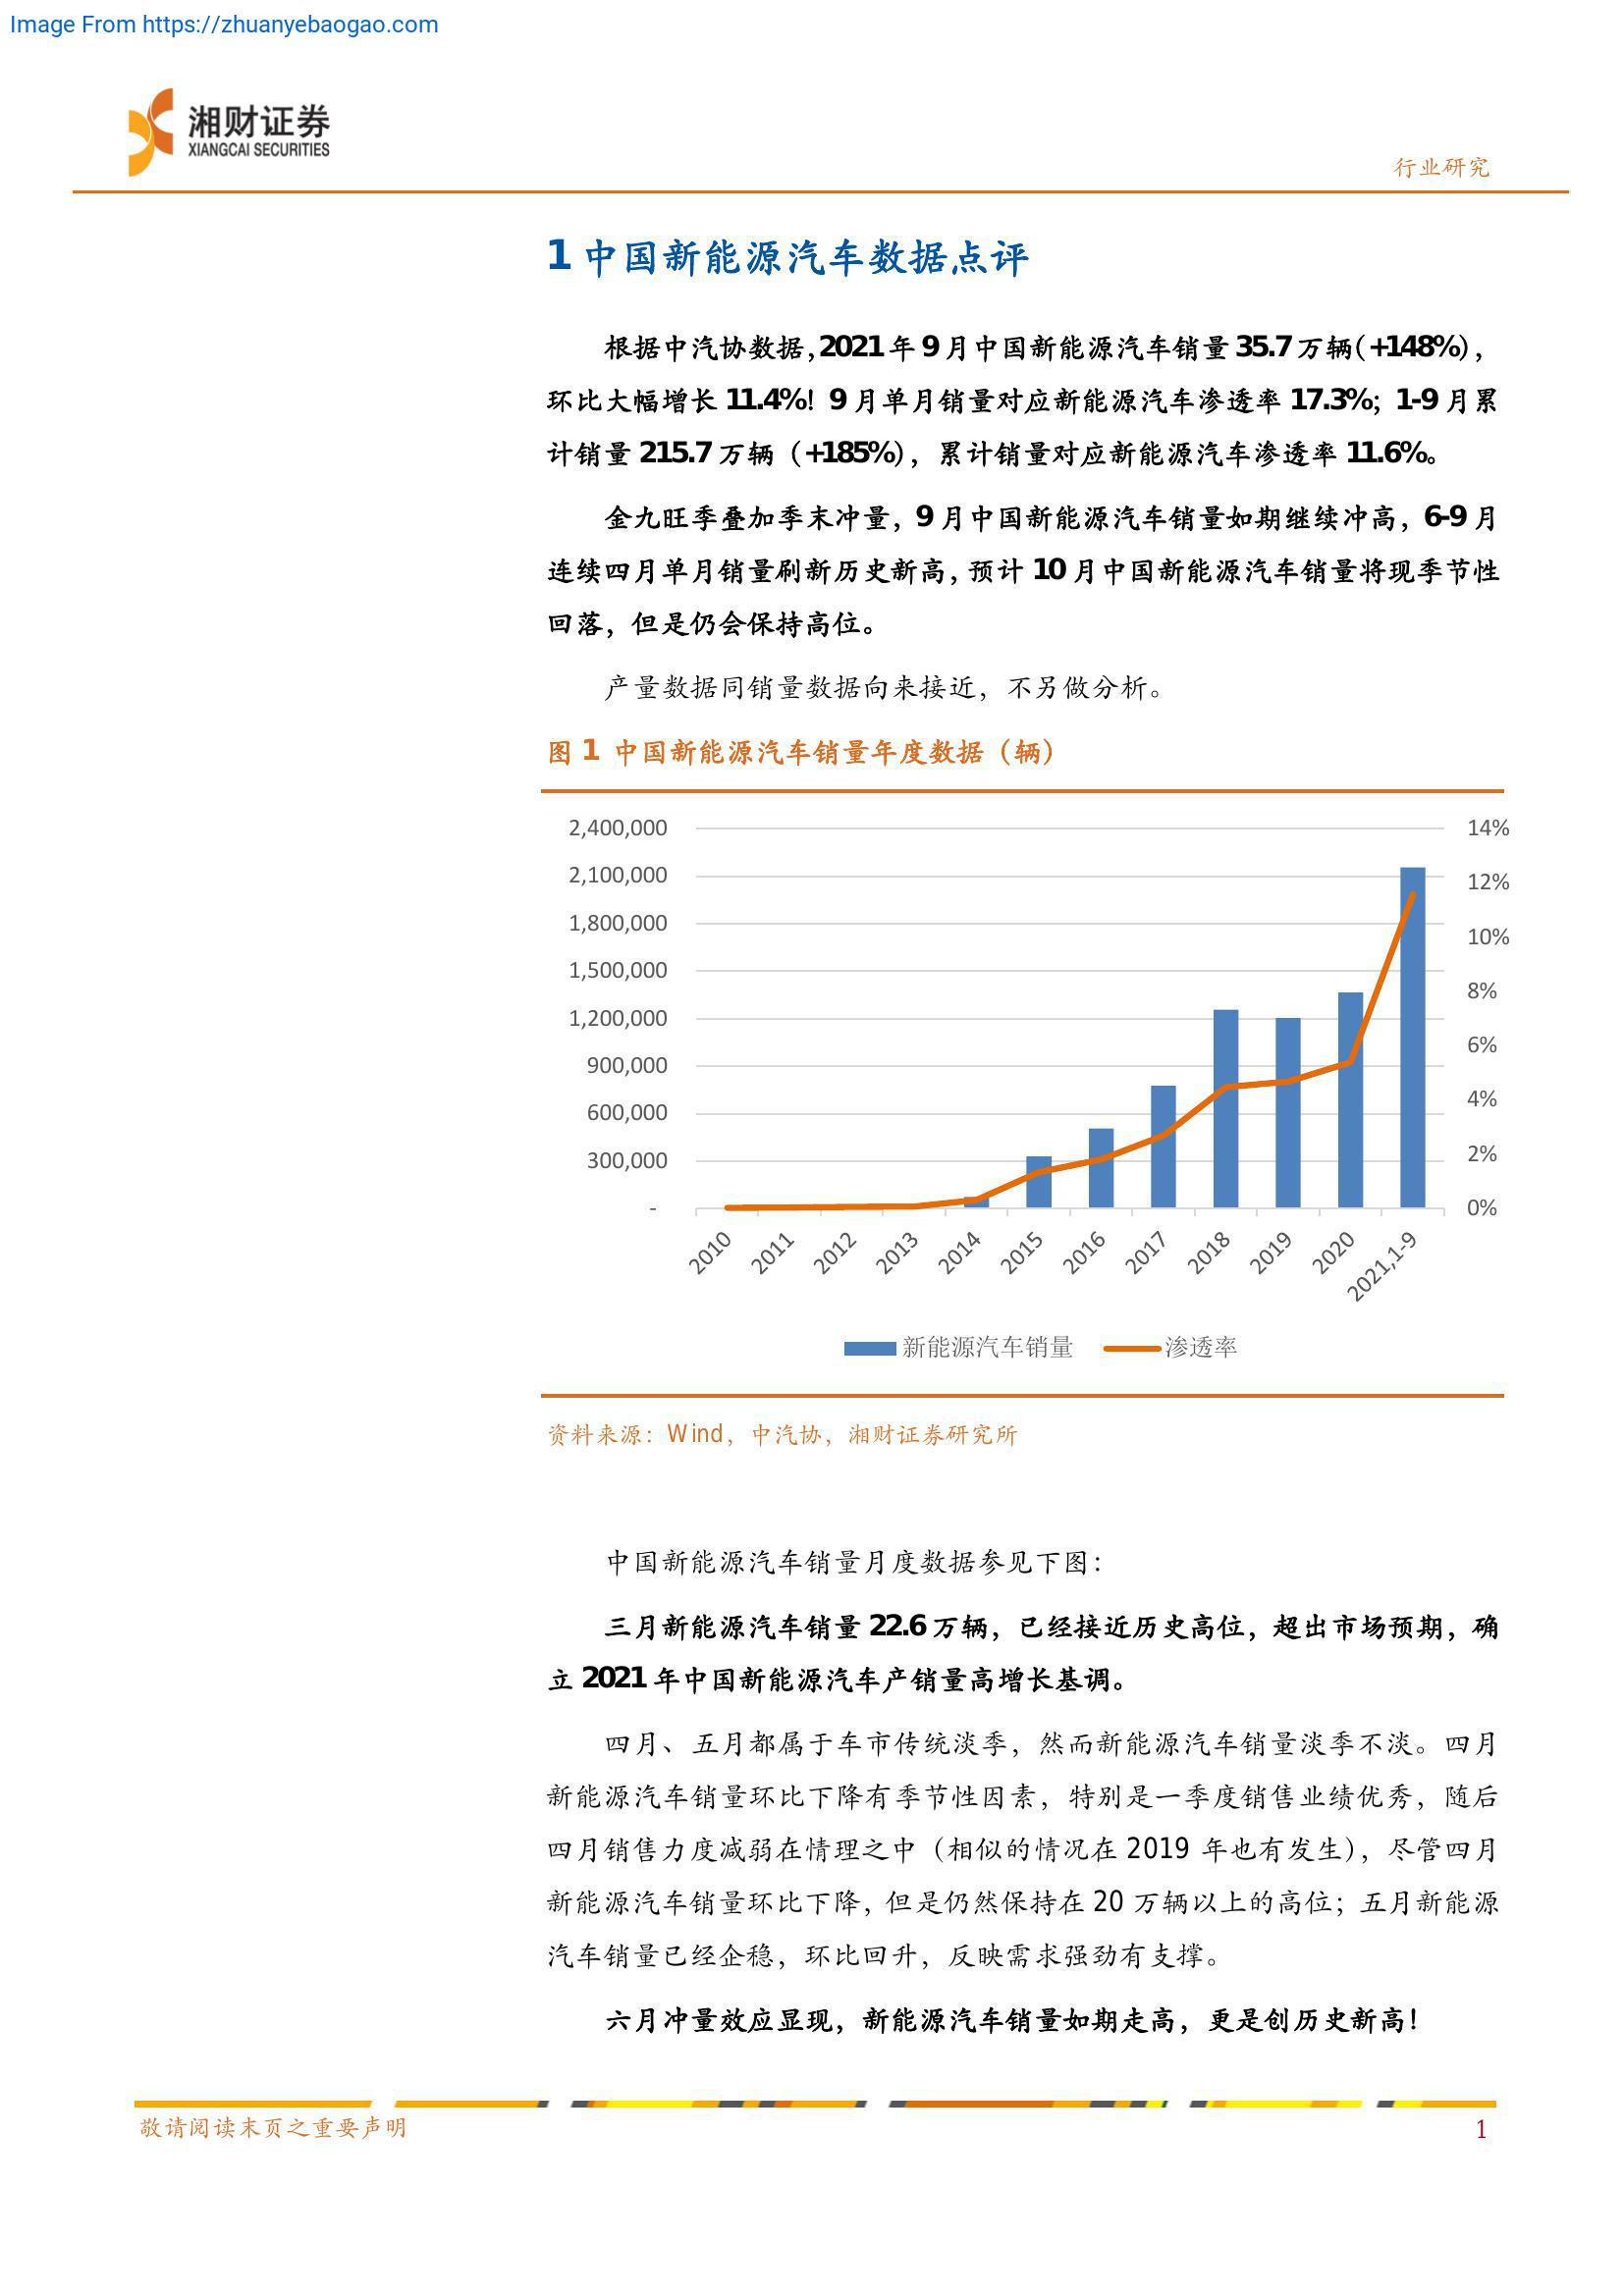 Image From https://zhuanyebaogao.com
湘财证券
XIANGCAI SECURITIES
行业研究
1 中国新能源汽车数据点评
根据中汽协数据,2021 年 9 月中国新能源汽车销量 35.7 万辆(+148%),
环比大幅增长 11.4%! 9 月单月销量对应新能源汽车渗透率 17.3%; 1-9 月累
计销量 215.7 万辆（+185%），累计销量对应新能源汽车渗透率 11.6%。
金九旺季叠加季末冲量，9 月中国新能源汽车销量如期继续冲高，6-9 月
连续四月单月销量刷新历史新高，预计 10 月中国新能源汽车销量将现季节性
回落，但是仍会保持高位。
产量数据同销量数据向来接近，不另做分析。
图 1 中国新能源汽车销量年度数据（辆）
2,400,000
2,100,000
1,800,000
1,500,000
1,200,000
900,000
600,000
300,000
-
14%
12%
10%
8%
6%
4%
2%
0%
2010
2011
2012
2013
2014
2015
2016
2017
2018
2019
2020
2021,1-9
新能源汽车销量
渗透率
资料来源：Wind，中汽协，湘财证券研究所
中国新能源汽车销量月度数据参见下图：
三月新能源汽车销量 22.6 万辆，已经接近历史高位，超出市场预期，确
立 2021 年中国新能源汽车产销量高增长基调。
四月、五月都属于车市传统淡季，然而新能源汽车销量淡季不淡。四月
新能源汽车销量环比下降有季节性因素，特别是一季度销售业绩优秀，随后
四月销售力度减弱在情理之中（相似的情况在 2019 年也有发生），尽管四月
新能源汽车销量环比下降，但是仍然保持在 20 万辆以上的高位；五月新能源
汽车销量已经企稳，环比回升，反映需求强劲有支撑。
六月冲量效应显现，新能源汽车销量如期走高，更是创历史新高！
敬请阅读末页之重要声明
1